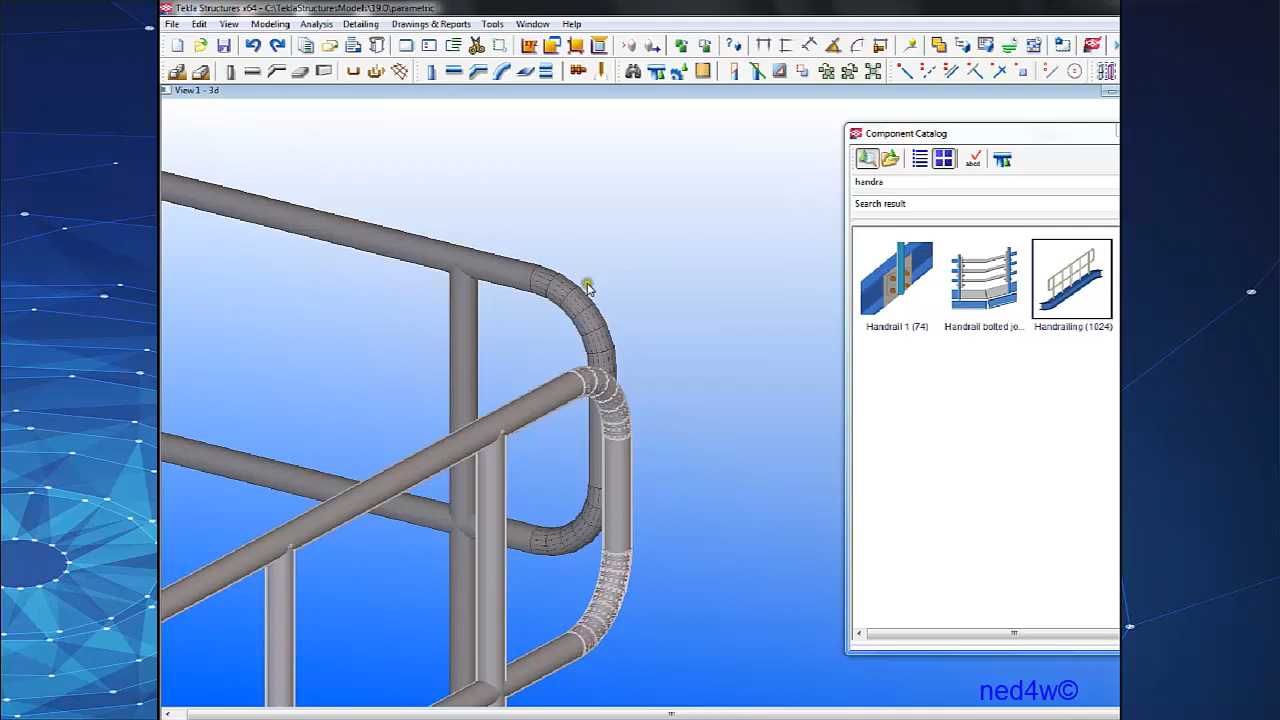 Tekla Structures x64 - C:\TeklaStructuresModels\19.0\parametric
File Edit View Modeling Analysis Detailing Drawings & Reports Tools Window Help
View 1 - 3d
Component Catalog
abcd
handra
Search result
Handrail 1 (74) Handrail bolted jo... Handrailing (1024)
ned4w©